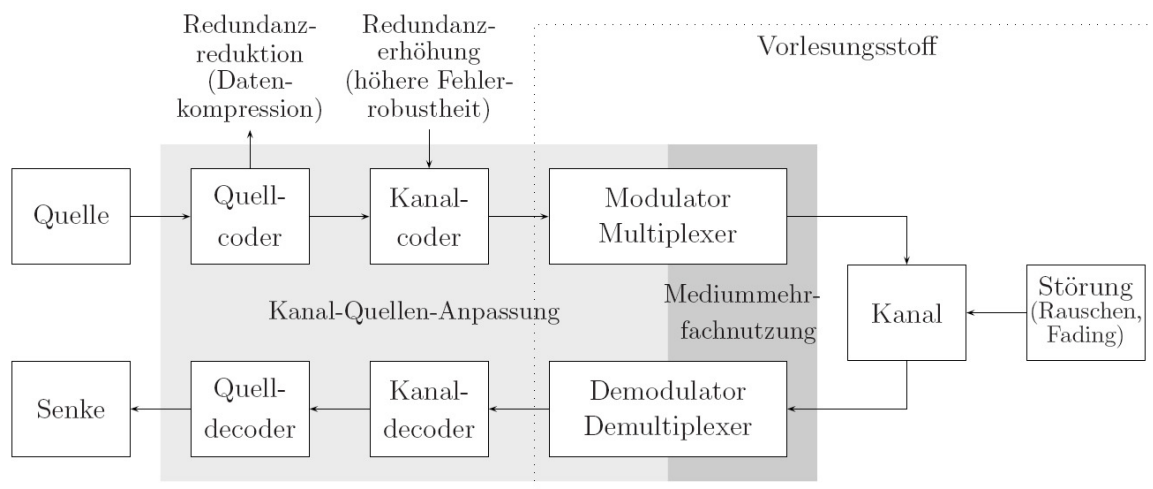 Redundanz-
reduktion
(Daten-
kompression)
Redundanz-
erhöhung
(höhere Fehler-
robustheit)
Vorlesungsstoff
Quelle
Quell-
coder
Kanal-
coder
Modulator
Multiplexer
Kanal-Quellen-Anpassung
Mediummehr-
fachnutzung
Kanal
Störung
(Rauschen,
Fading)
Senke
Quell-
decoder
Kanal-
decoder
Demodulator
Demultiplexer